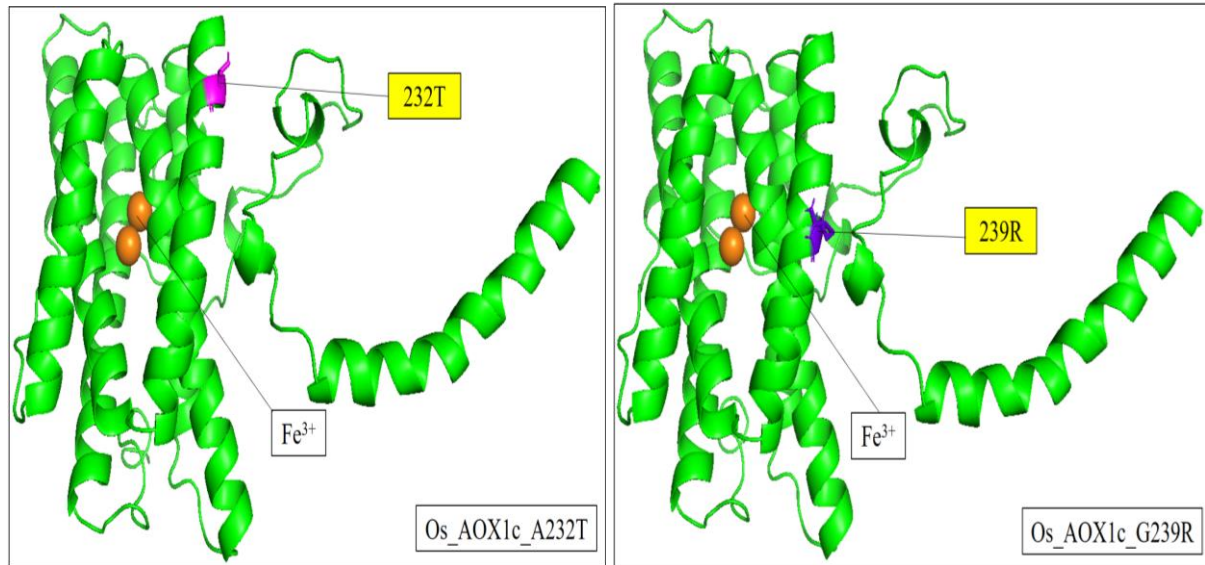 232T
Fe³⁺
Os_AOX1c_A232T
239R
Fe³⁺
Os_AOX1c_G239R